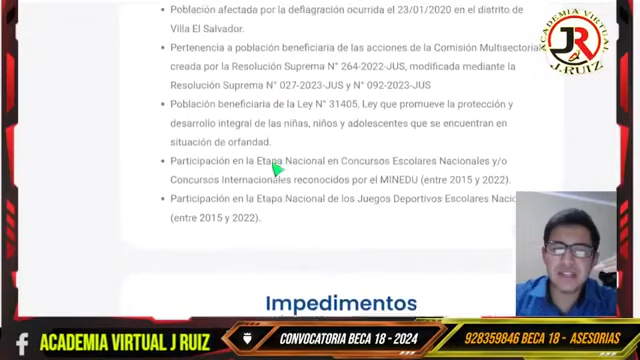 Población afectada por la deflagración ocurrida el 23/01/2020 en el distrito de
Villa El Salvador.
Pertenencia a población beneficiaria de las acciones de la Comisión Multisectorial
creada por la Resolución Suprema N° 264-2022-JUS, modificada mediante la
Resolución Suprema N° 027-2023-JUS y N° 092-2023-JUS
Población beneficiaria de la Ley N° 31405, Ley que promueve la protección y
desarrollo integral de las niñas, niños y adolescentes que se encuentran en
situación de orfandad.
Participación en la Etapa Nacional en Concursos Escolares Nacionales y/o
Concursos Internacionales reconocidos por el MINEDU (entre 2015 y 2022).
Participación en la Etapa Nacional de los Juegos Deportivos Escolares Nacio
(entre 2015 y 2022).
Impedimentos
ACADEMIA VIRTUAL
JR
J.RUIZ
f ACADEMIA VIRTUAL J RUIZ
CONVOCATORIA BECA 18 - 2024
928359846 BECA 18 - ASESORIAS